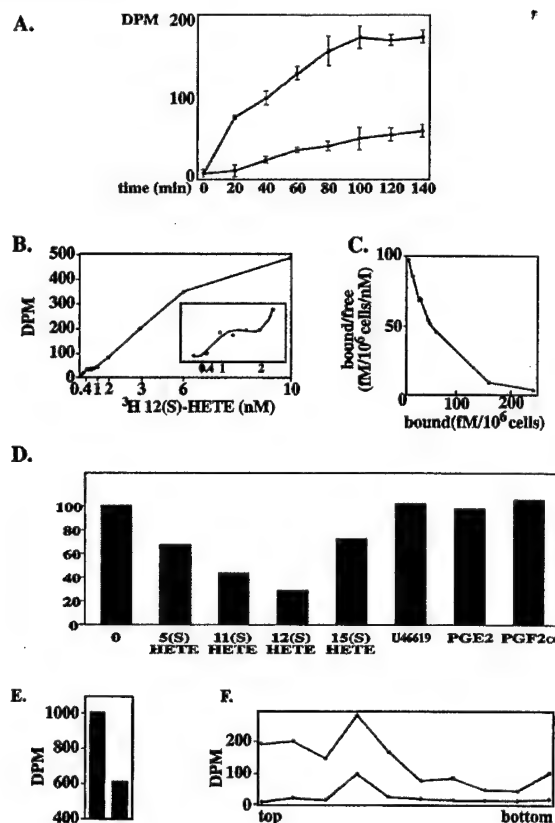 A.
DPM 200
100
0
time (min) 0 20 40 60 80 100 120 140
B.
DPM
500
400
300
200
100
0
0.4 1 2
0.4 1 2 3 6 10
³H 12(S)-HETE (nM)
C.
bound/free
(fM/10⁶ cells/nM)
100
50
0
0 100 200
bound(fM/10⁶ cells)
D.
100
80
60
40
20
0
0 5(S) HETE 11(S) HETE 12(S) HETE 15(S) HETE U46619 PGE2 PGF2α
E.
DPM
1000
800
600
400
F.
DPM
200
100
0
top bottom